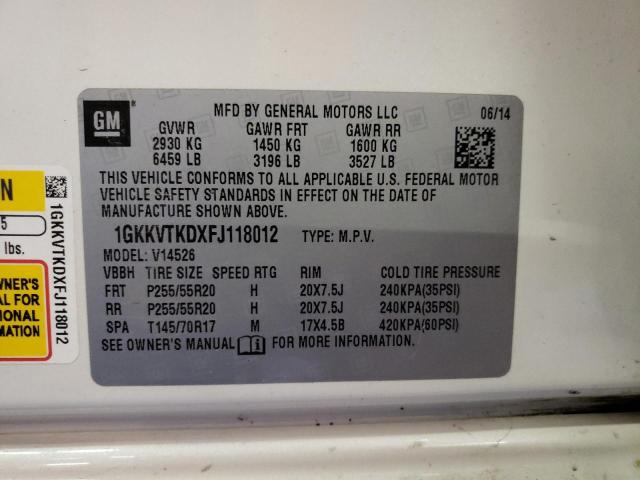 GM
MFD BY GENERAL MOTORS LLC 06/14
GVWR GAWR FRT GAWR RR
2930 KG 1450 KG 1600 KG
6459 LB 3196 LB 3527 LB
THIS VEHICLE CONFORMS TO ALL APPLICABLE U.S. FEDERAL MOTOR
VEHICLE SAFETY STANDARDS IN EFFECT ON THE DATE OF
MANUFACTURE SHOWN ABOVE.
1GKKVTKDXFJ118012 TYPE: M.P.V.
MODEL: V14526
VBBH TIRE SIZE SPEED RTG RIM COLD TIRE PRESSURE
FRT P255/55R20 H 20X7.5J 240KPA(35PSI)
RR P255/55R20 H 20X7.5J 240KPA(35PSI)
SPA T145/70R17 M 17X4.5B 420KPA(60PSI)
SEE OWNER'S MANUAL FOR MORE INFORMATION.
N
5
lbs.
WNER'S
AL FOR
IONAL
MATION
1GKKVTKDXFJ118012